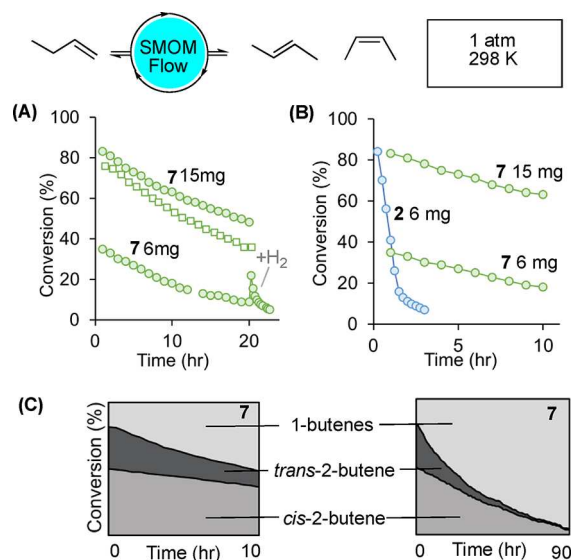 SMOM
Flow
1 atm
298 K
(A)
Conversion (%)
100
80
60
40
20
0
7 15mg
7 6mg
+H2
0
10
20
30
Time (hr)
(B)
Conversion (%)
100
80
60
40
20
0
7 15 mg
2 6 mg
7 6 mg
0
5
10
Time (hr)
(C)
Conversion (%)
7
1-butenes
trans-2-butene
cis-2-butene
7
0
Time (hr)
10
0
Time (hr)
90